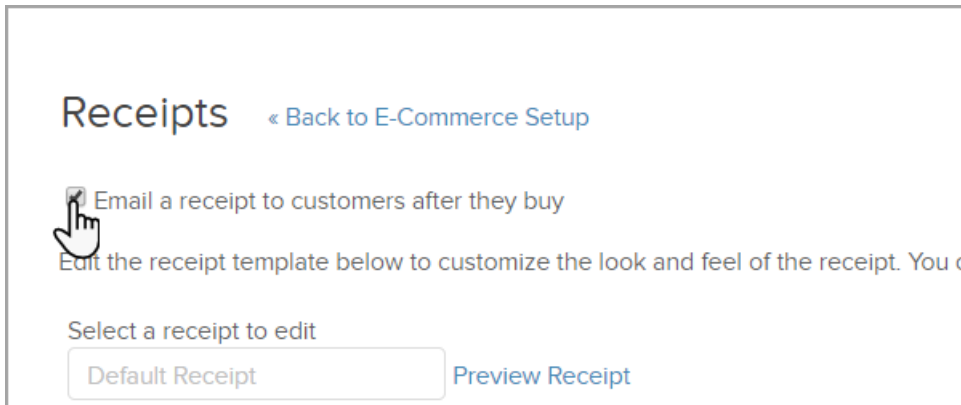 Receipts « Back to E-Commerce Setup
Email a receipt to customers after they buy
Edit the receipt template below to customize the look and feel of the receipt. You
Select a receipt to edit
Default Receipt Preview Receipt